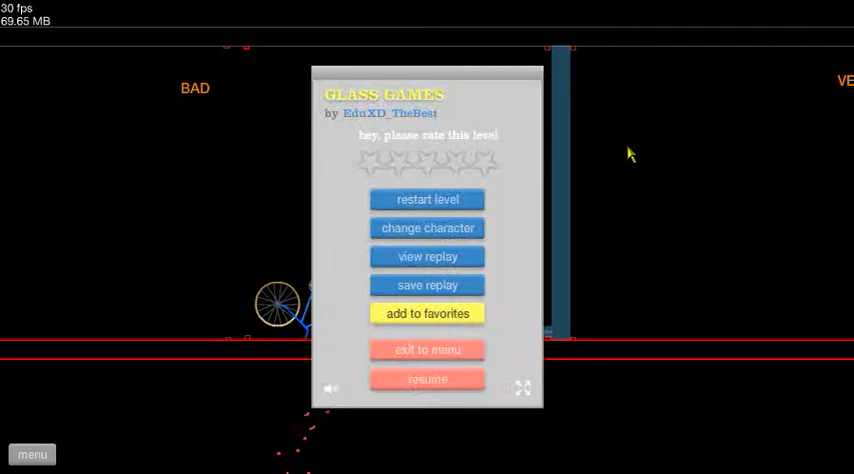 30 fps
69.65 MB
BAD
VE
GLASS GAMES
by EduXD_TheBest
hey, please rate this level
restart level
change character
view replay
save replay
add to favorites
exit to menu
resume
menu